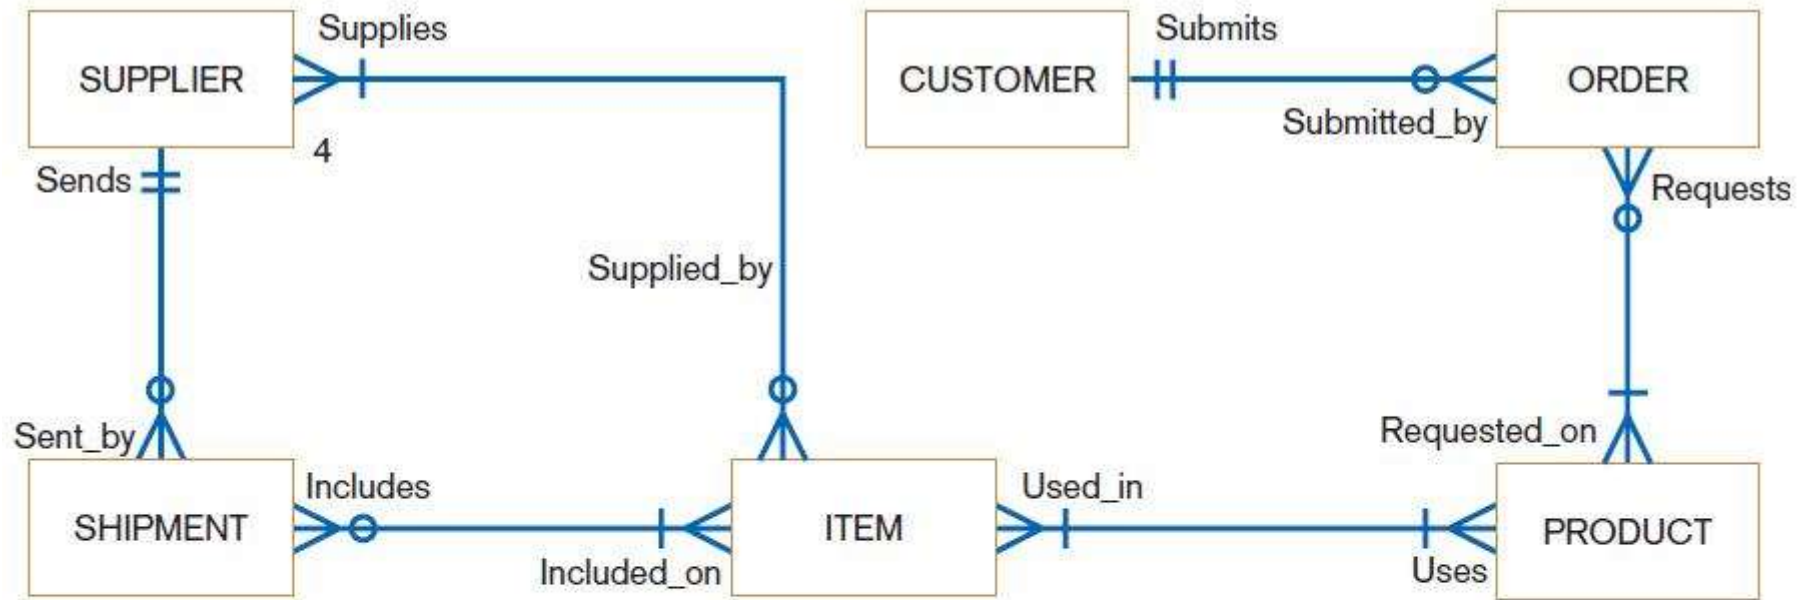 Supplies
SUPPLIER
4
Sends
Supplied_by
Sent_by
SHIPMENT
Includes
Included_on
ITEM
CUSTOMER
Submits
Submitted_by
ORDER
Requests
Requested_on
Used_in
Uses
PRODUCT